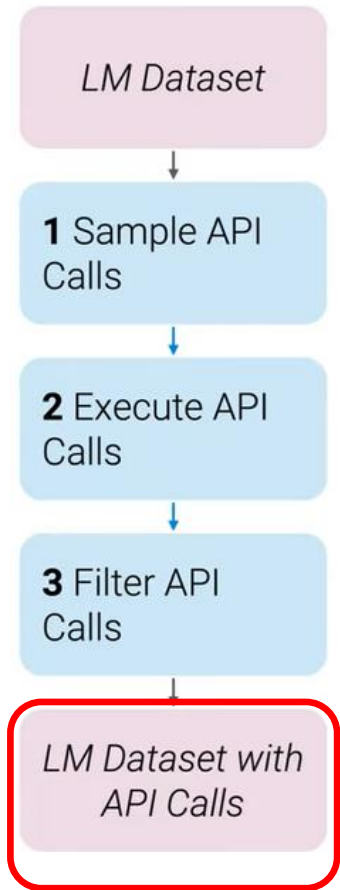 LM Dataset
1 Sample API
Calls
2 Execute API
Calls
3 Filter API
Calls
LM Dataset with
API Calls